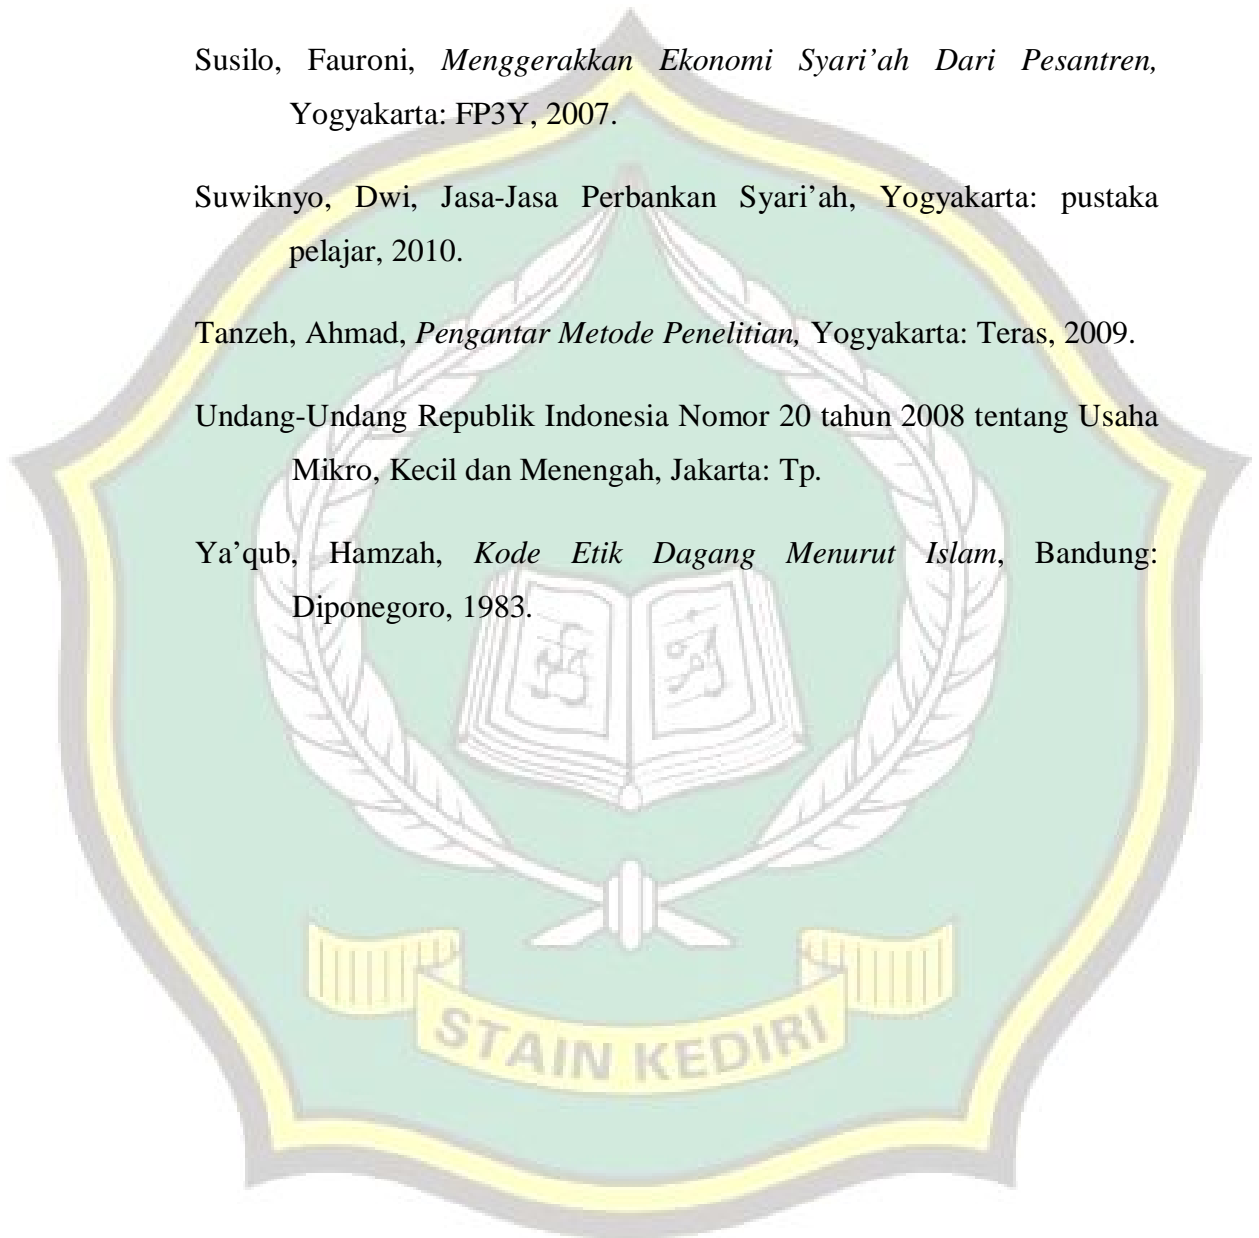 Susilo, Fauroni, Menggerakkan Ekonomi Syari’ah Dari Pesantren,
Yogyakarta: FP3Y, 2007.
Suwiknyo, Dwi, Jasa-Jasa Perbankan Syari’ah, Yogyakarta: pustaka
pelajar, 2010.
Tanzeh, Ahmad, Pengantar Metode Penelitian, Yogyakarta: Teras, 2009.
Undang-Undang Republik Indonesia Nomor 20 tahun 2008 tentang Usaha
Mikro, Kecil dan Menengah, Jakarta: Tp.
Ya’qub, Hamzah, Kode Etik Dagang Menurut Islam, Bandung:
Diponegoro, 1983.
STAIN KEDIRI